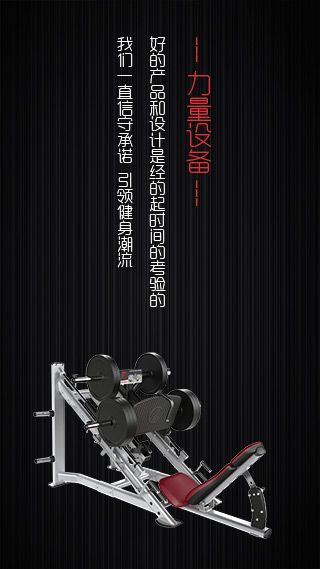 力量设备
好的产品和设计是经的起时间的考验的
我们一直信守承诺 引领健身潮流